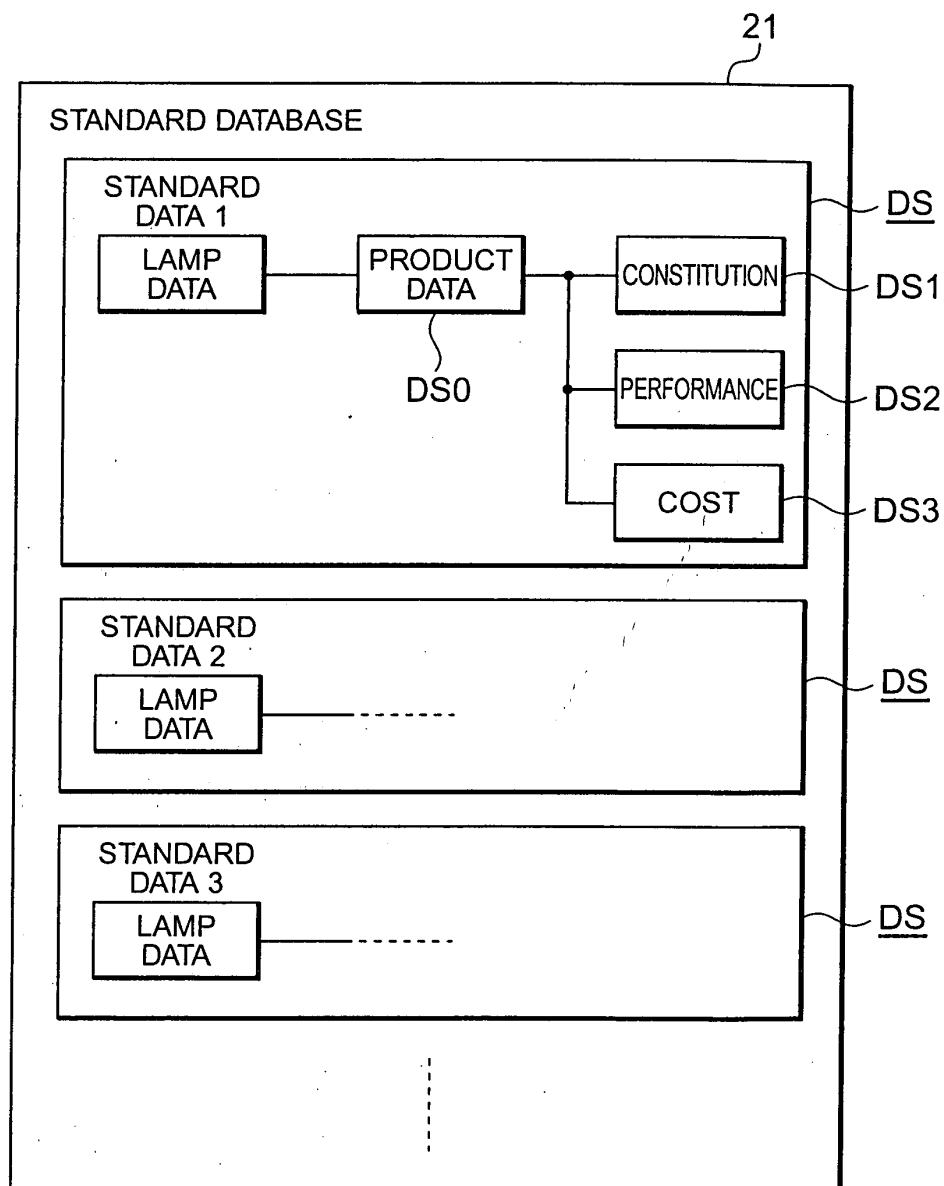 21
STANDARD DATABASE
STANDARD
DATA 1
DS
LAMP
DATA
PRODUCT
DATA
CONSTITUTION
DS1
DS0
PERFORMANCE
DS2
COST
DS3
STANDARD
DATA 2
LAMP
DATA
DS
STANDARD
DATA 3
LAMP
DATA
DS